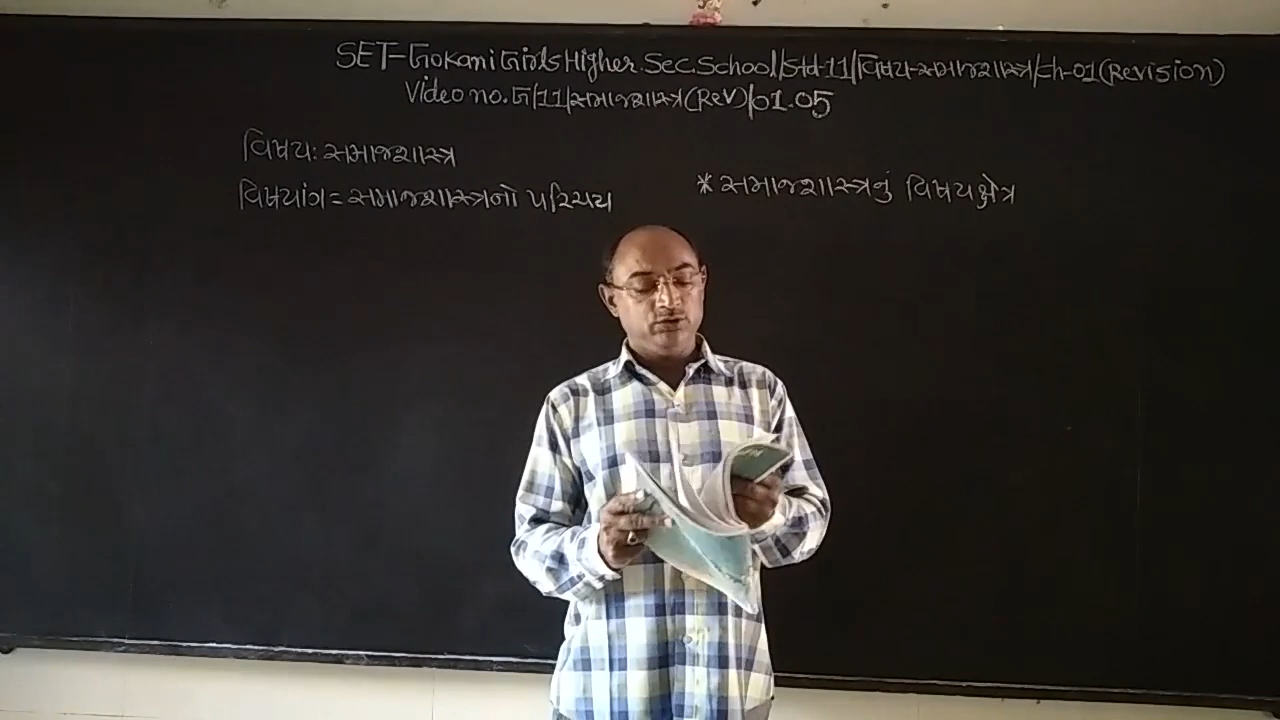 SET-Gokani Girls Higher.Sec.School/Std-11/વિષય-સમાજશાસ્ત્ર/ch-01(Revision)
Video no.G/11/સમાજશાસ્ત્ર(Rev)/01.05
વિષય: સમાજશાસ્ત્ર
વિષયાંગ = સમાજશાસ્ત્રનો પરિચય
* સમાજશાસ્ત્રનું વિષયક્ષેત્ર